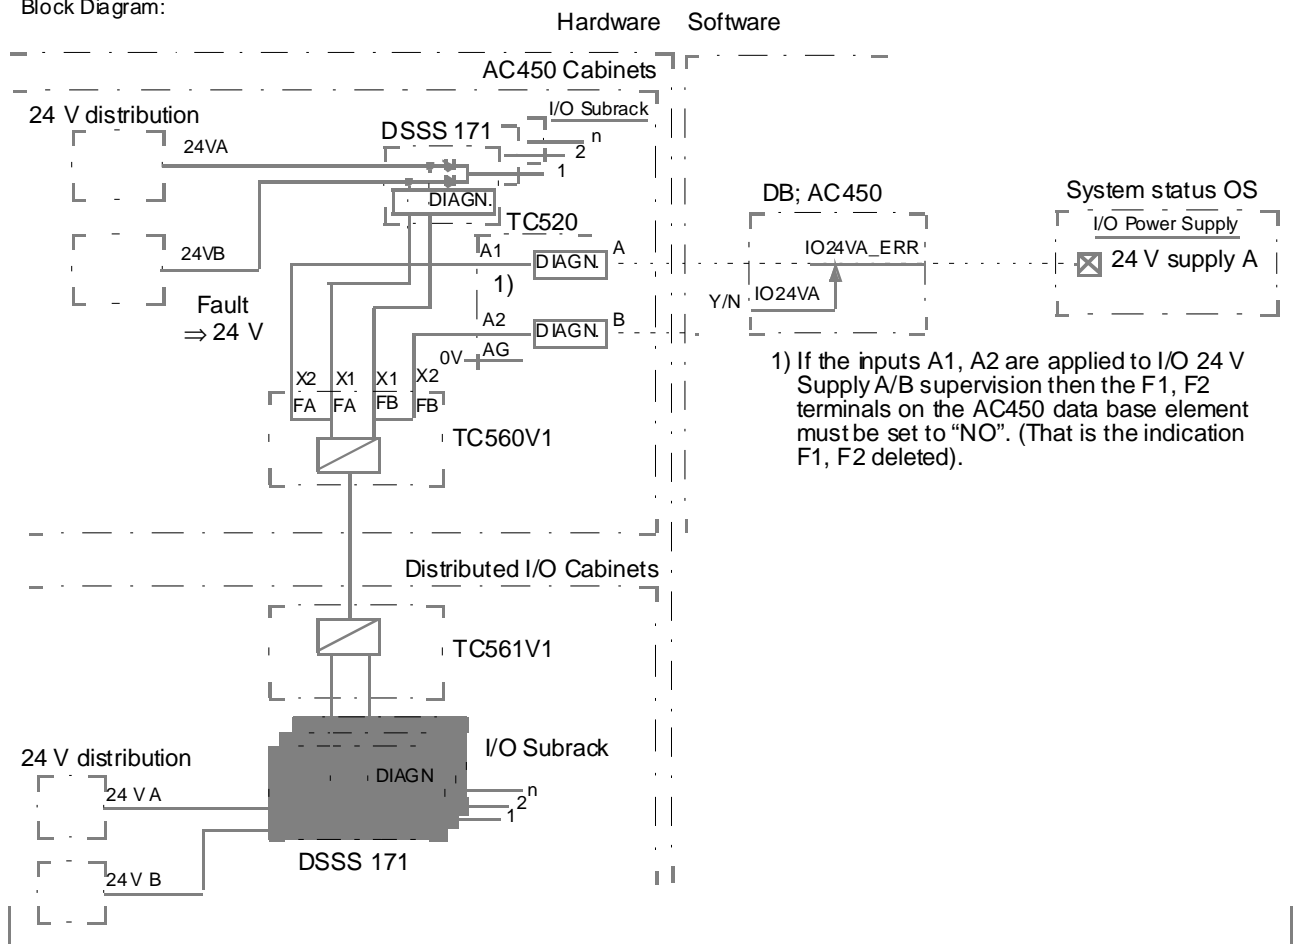 Block Diagram:
Hardware Software
AC450 Cabinets
24 V distribution
I/O Subrack
DSSS 171
n
2
1
24VA
DIAGN.
TC520
24VB
A1
DIAGN.
A
1)
Fault
⇒ 24 V
A2
DIAGN.
B
0V
AG
X2 X1 X1 X2
FA FA FB FB
TC560V1
DB; AC450
IO24VA_ERR
Y/N
IO24VA
System status OS
I/O Power Supply
24 V supply A
1) If the inputs A1, A2 are applied to I/O 24 V
Supply A/B supervision then the F1, F2
terminals on the AC450 data base element
must be set to “NO”. (That is the indication
F1, F2 deleted).
Distributed I/O Cabinets
TC561V1
24 V distribution
I/O Subrack
DIAGN
24 V A
n
2
1
DSSS 171
24V B